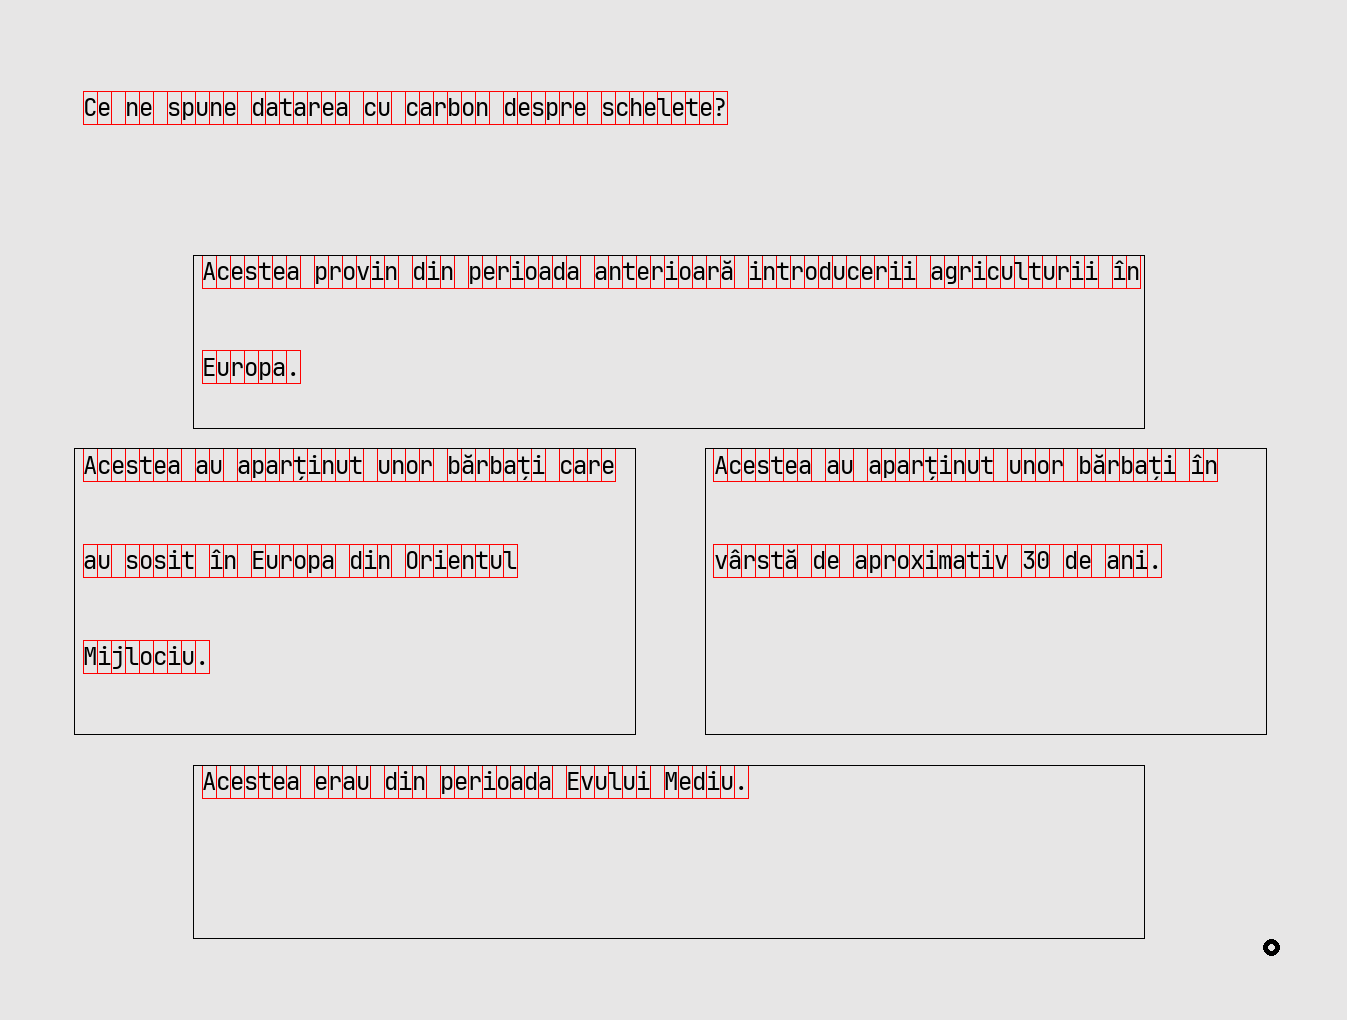 Ce ne spune datarea cu carbon despre schelete?
Acestea provin din perioada anterioară introducerii agriculturii în
Europa.
Acestea au aparținut unor bărbați care
au sosit în Europa din Orientul
Mijlociu.
Acestea au aparținut unor bărbați în
vârstă de aproximativ 30 de ani.
Acestea erau din perioada Evului Mediu.